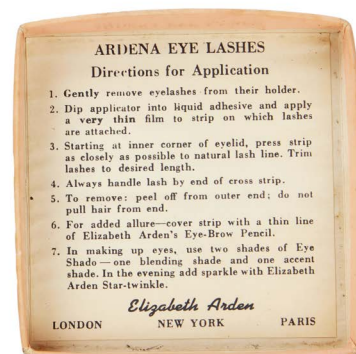 ARDENA EYE LASHES
Directions for Application
1. Gently remove eyelashes from their holder.
2. Dip applicator into liquid adhesive and apply
a very thin film to strip on which lashes
are attached.
3. Starting at inner corner of eyelid, press strip
as closely as possible to natural lash line. Trim
lashes to desired length.
4. Always handle lash by end of cross strip.
5. To remove: peel off from outer end; do not
pull hair from end.
6. For added allure—cover strip with a thin line
of Elizabeth Arden's Eye-Brow Pencil.
7. In making up eyes, use two shades of Eye
Shado—one blending shade and one accent
shade. In the evening add sparkle with Elizabeth
Arden Star-twinkle.
Elizabeth Arden
LONDON NEW YORK PARIS